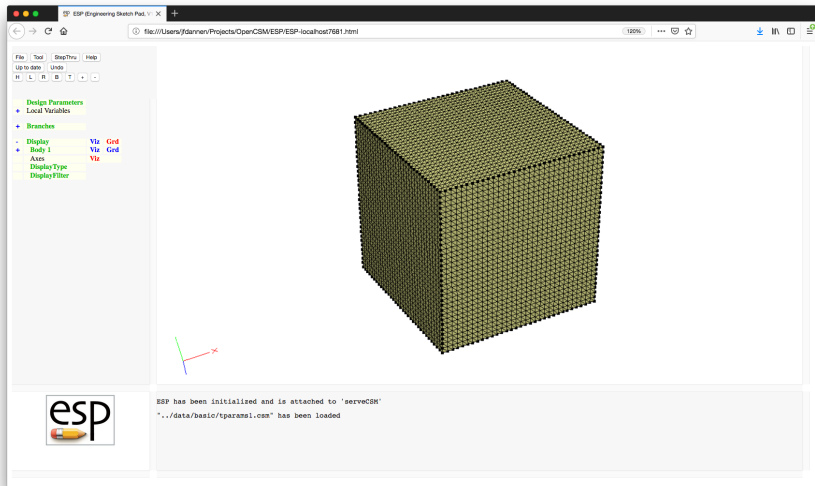 ESP (Engineering Sketch Pad, V
file:///Users/jfdannen/Projects/OpenCSM/ESP/ESP-localhost7681.html
120%
File Tool StepThru Help
Up to date Undo
H L R B T + -
Design Parameters
+ Local Variables
+ Branches
- Display Viz Grd
+ Body 1 Viz Grd
Axes Viz
DisplayType
DisplayFilter
X
ESP has been initialized and is attached to 'serveCSM'
"../data/basic/tparams1.csm" has been loaded
esp